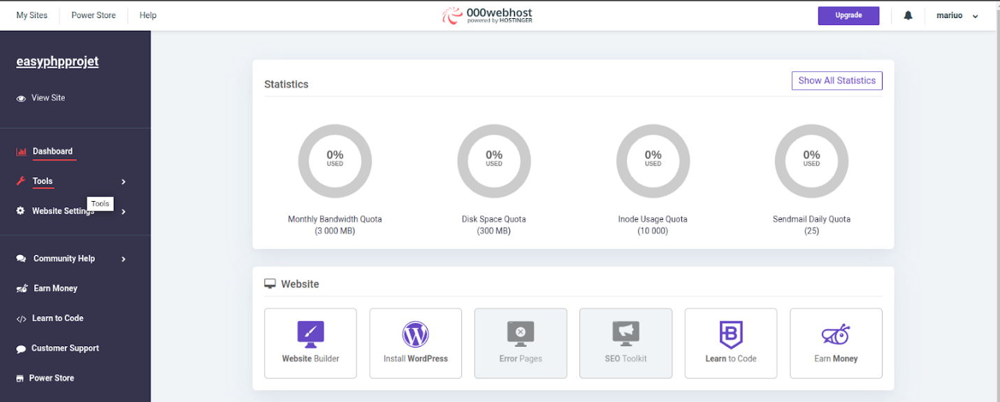 My Sites
Power Store
Help
000webhost
powered by HOSTINGER
Upgrade
mariuo
easyphpprojet
View Site
Dashboard
Tools
Tools
Website Settings
Community Help
Earn Money
Learn to Code
Customer Support
Power Store
Statistics
Show All Statistics
0%
USED
Monthly Bandwidth Quota
(3 000 MB)
0%
USED
Disk Space Quota
(300 MB)
0%
USED
Inode Usage Quota
(10 000)
0%
USED
Sendmail Daily Quota
(25)
Website
Website Builder
Install WordPress
Error Pages
SEO Toolkit
Learn to Code
Earn Money